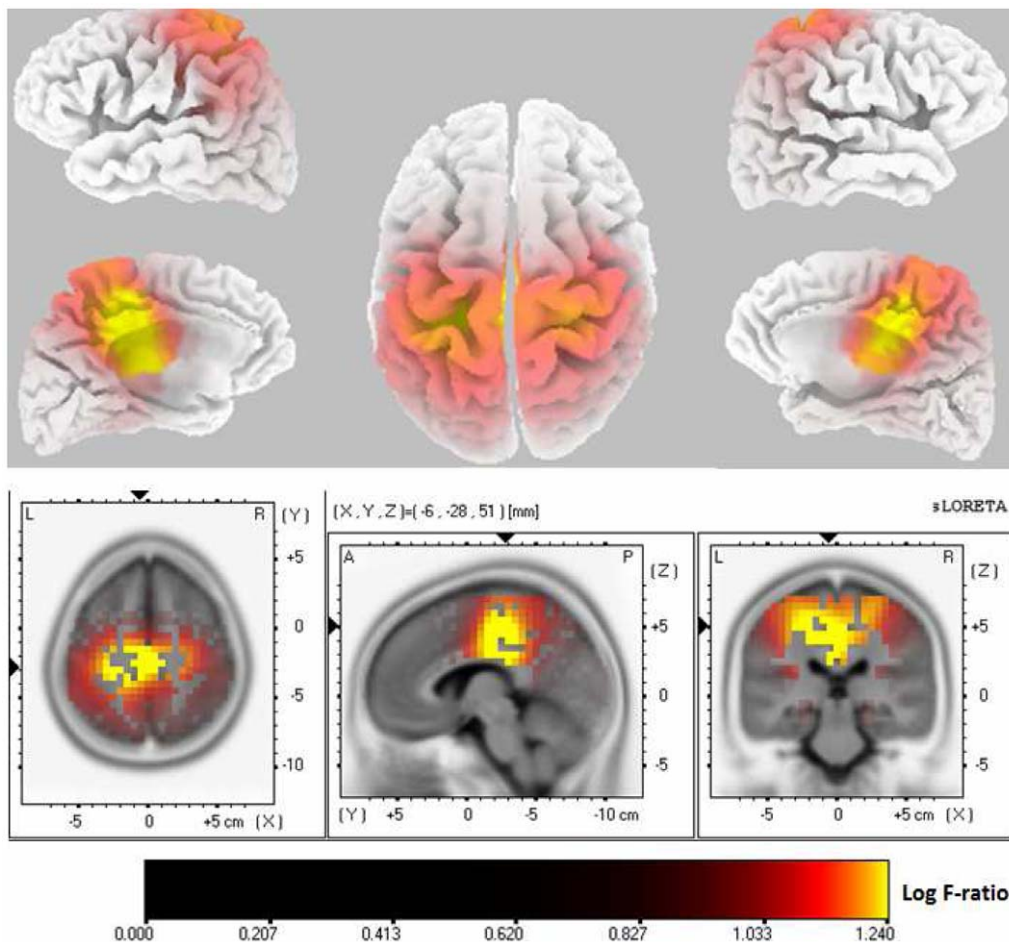 L R (Y)
+5
0
-5
-10
-5 0 +5 cm (X)
(X,Y,Z)=(-6,-28,51) [mm]
sLORETA
A P (Z)
+5
0
-5
(Y) +5 0 -5 -10 cm
L R (Z)
+5
0
-5
-5 0 +5 cm (X)
Log F-ratio
0.000 0.207 0.413 0.620 0.827 1.033 1.240